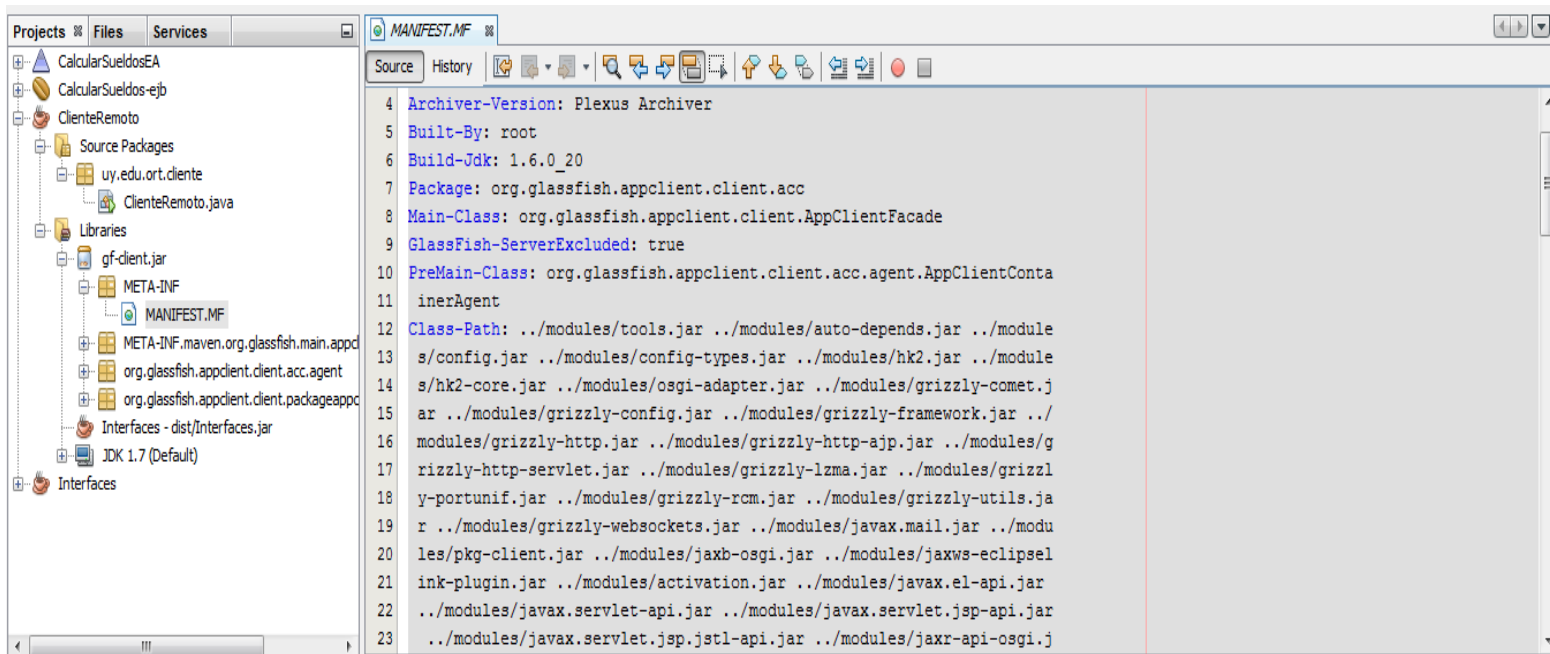 Projects Files Services
CalcularSueldosEA
CalcularSueldos-ejb
ClienteRemoto
Source Packages
uy.edu.ort.cliente
ClienteRemoto.java
Libraries
gf-client.jar
META-INF
MANIFEST.MF
META-INF.maven.org.glassfish.main.appcl
org.glassfish.appclient.client.acc.agent
org.glassfish.appclient.client.packageappc
Interfaces - dist/Interfaces.jar
JDK 1.7 (Default)
Interfaces
MANIFEST.MF
Source History
4 Archiver-Version: Plexus Archiver
5 Built-By: root
6 Build-Jdk: 1.6.0_20
7 Package: org.glassfish.appclient.client.acc
8 Main-Class: org.glassfish.appclient.client.AppClientFacade
9 GlassFish-ServerExcluded: true
10 PreMain-Class: org.glassfish.appclient.client.acc.agent.AppClientConta
11 inerAgent
12 Class-Path: ../modules/tools.jar ../modules/auto-depends.jar ../module
13 s/config.jar ../modules/config-types.jar ../modules/hk2.jar ../module
14 s/hk2-core.jar ../modules/osgi-adapter.jar ../modules/grizzly-comet.j
15 ar ../modules/grizzly-config.jar ../modules/grizzly-framework.jar ../
16 modules/grizzly-http.jar ../modules/grizzly-http-ajp.jar ../modules/g
17 rizzly-http-servlet.jar ../modules/grizzly-lzma.jar ../modules/grizzl
18 y-portunif.jar ../modules/grizzly-rcm.jar ../modules/grizzly-utils.ja
19 r ../modules/grizzly-websockets.jar ../modules/javax.mail.jar ../modu
20 les/pkg-client.jar ../modules/jaxb-osgi.jar ../modules/jaxws-eclipsel
21 ink-plugin.jar ../modules/activation.jar ../modules/javax.el-api.jar
22 ../modules/javax.servlet-api.jar ../modules/javax.servlet.jsp-api.jar
23 ../modules/javax.servlet.jsp.jstl-api.jar ../modules/jaxr-api-osgi.j